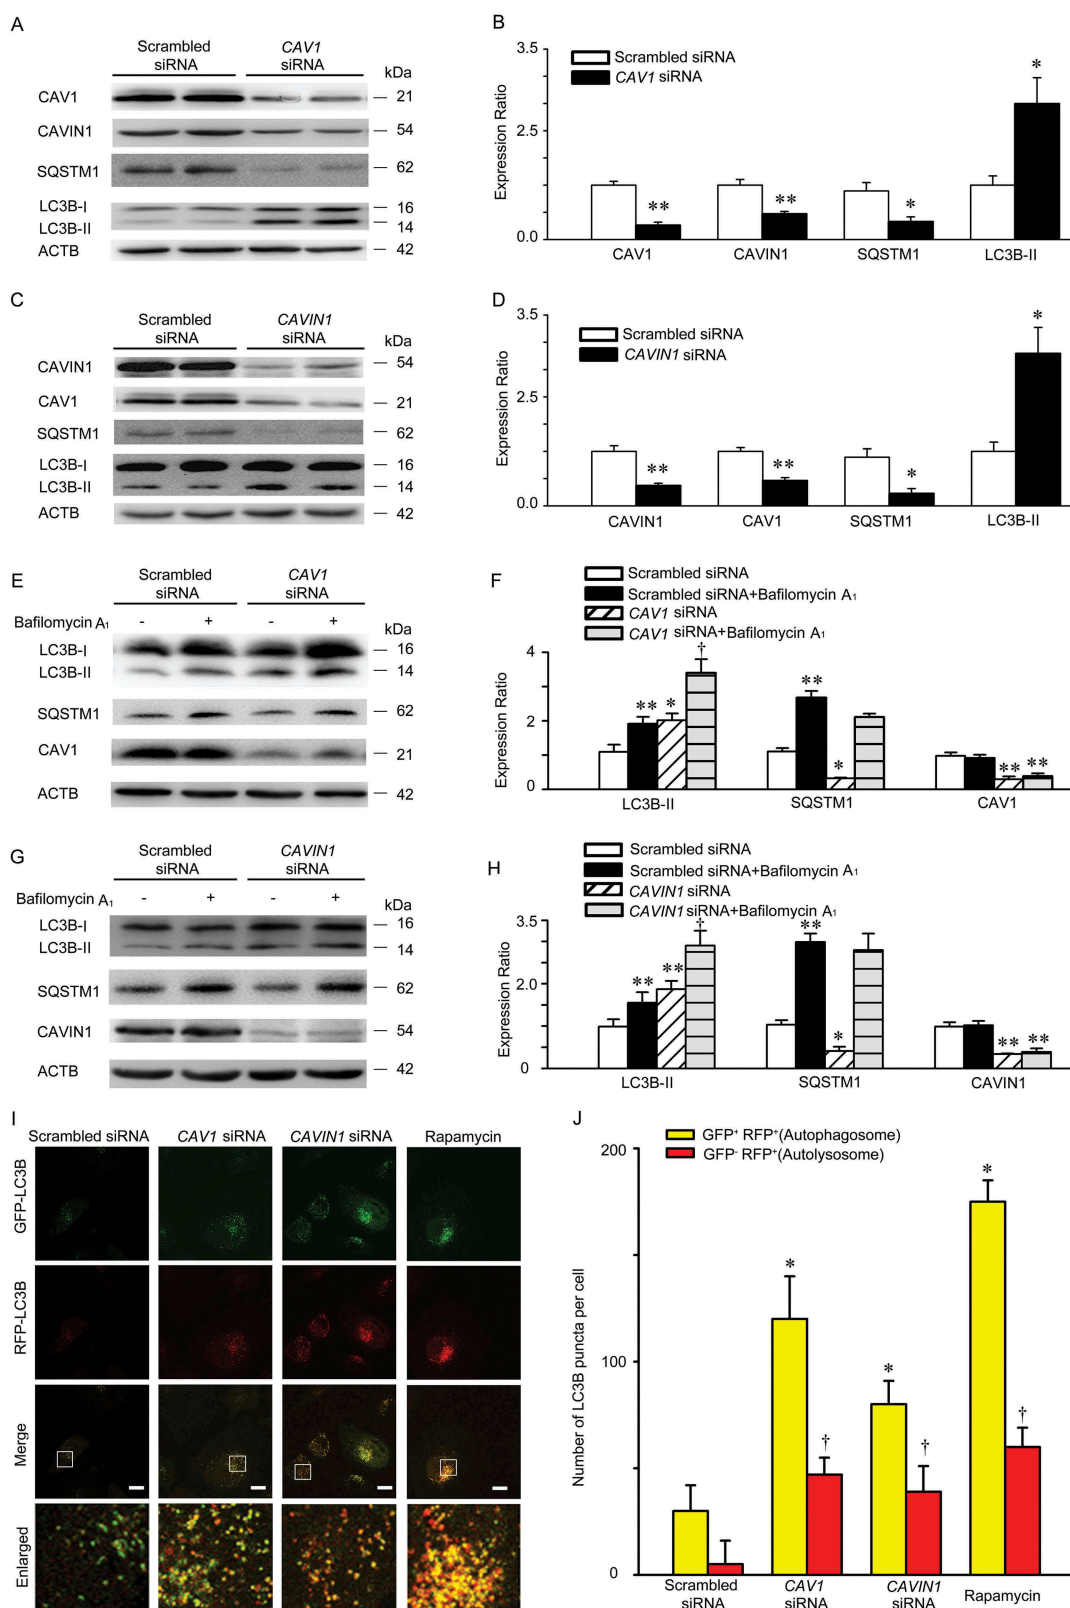 A
Scrambled siRNA
CAV1 siRNA
kDa
CAV1 — 21
CAVIN1 — 54
SQSTM1 — 62
LC3B-I — 16
LC3B-II — 14
ACTB — 42
B
Scrambled siRNA
CAV1 siRNA
Expression Ratio
3.5
2.5
0.0
** ** * *
CAV1 CAVIN1 SQSTM1 LC3B-II
C
Scrambled siRNA
CAVIN1 siRNA
kDa
CAVIN1 — 54
CAV1 — 21
SQSTM1 — 62
LC3B-I — 16
LC3B-II — 14
ACTB — 42
D
Scrambled siRNA
CAVIN1 siRNA
Expression Ratio
3.5
2.5
0.0
** ** * *
CAVIN1 CAV1 SQSTM1 LC3B-II
E
Scrambled siRNA
CAV1 siRNA
Bafilomycin A1 - + - +
kDa
LC3B-I — 16
LC3B-II — 14
SQSTM1 — 62
CAV1 — 21
ACTB — 42
F
Scrambled siRNA
Scrambled siRNA+Bafilomycin A1
CAV1 siRNA
CAV1 siRNA+Bafilomycin A1
Expression Ratio
4
2
0
** * † ** * ** **
LC3B-II SQSTM1 CAV1
G
Scrambled siRNA
CAVIN1 siRNA
Bafilomycin A1 - + - +
kDa
LC3B-I — 16
LC3B-II — 14
SQSTM1 — 62
CAVIN1 — 54
ACTB — 42
H
Scrambled siRNA
Scrambled siRNA+Bafilomycin A1
CAVIN1 siRNA
CAVIN1 siRNA+Bafilomycin A1
Expression Ratio
3.5
2.0
0
** ** † ** * ** **
LC3B-II SQSTM1 CAVIN1
I
Scrambled siRNA CAV1 siRNA CAVIN1 siRNA Rapamycin
GFP-LC3B
RFP-LC3B
Merge
Enlarged
J
GFP+ RFP+(Autophagosome)
GFP- RFP+(Autolysosome)
Number of LC3B puncta per cell
200
100
0
* † * † * †
Scrambled siRNA
CAV1 siRNA
CAVIN1 siRNA
Rapamycin